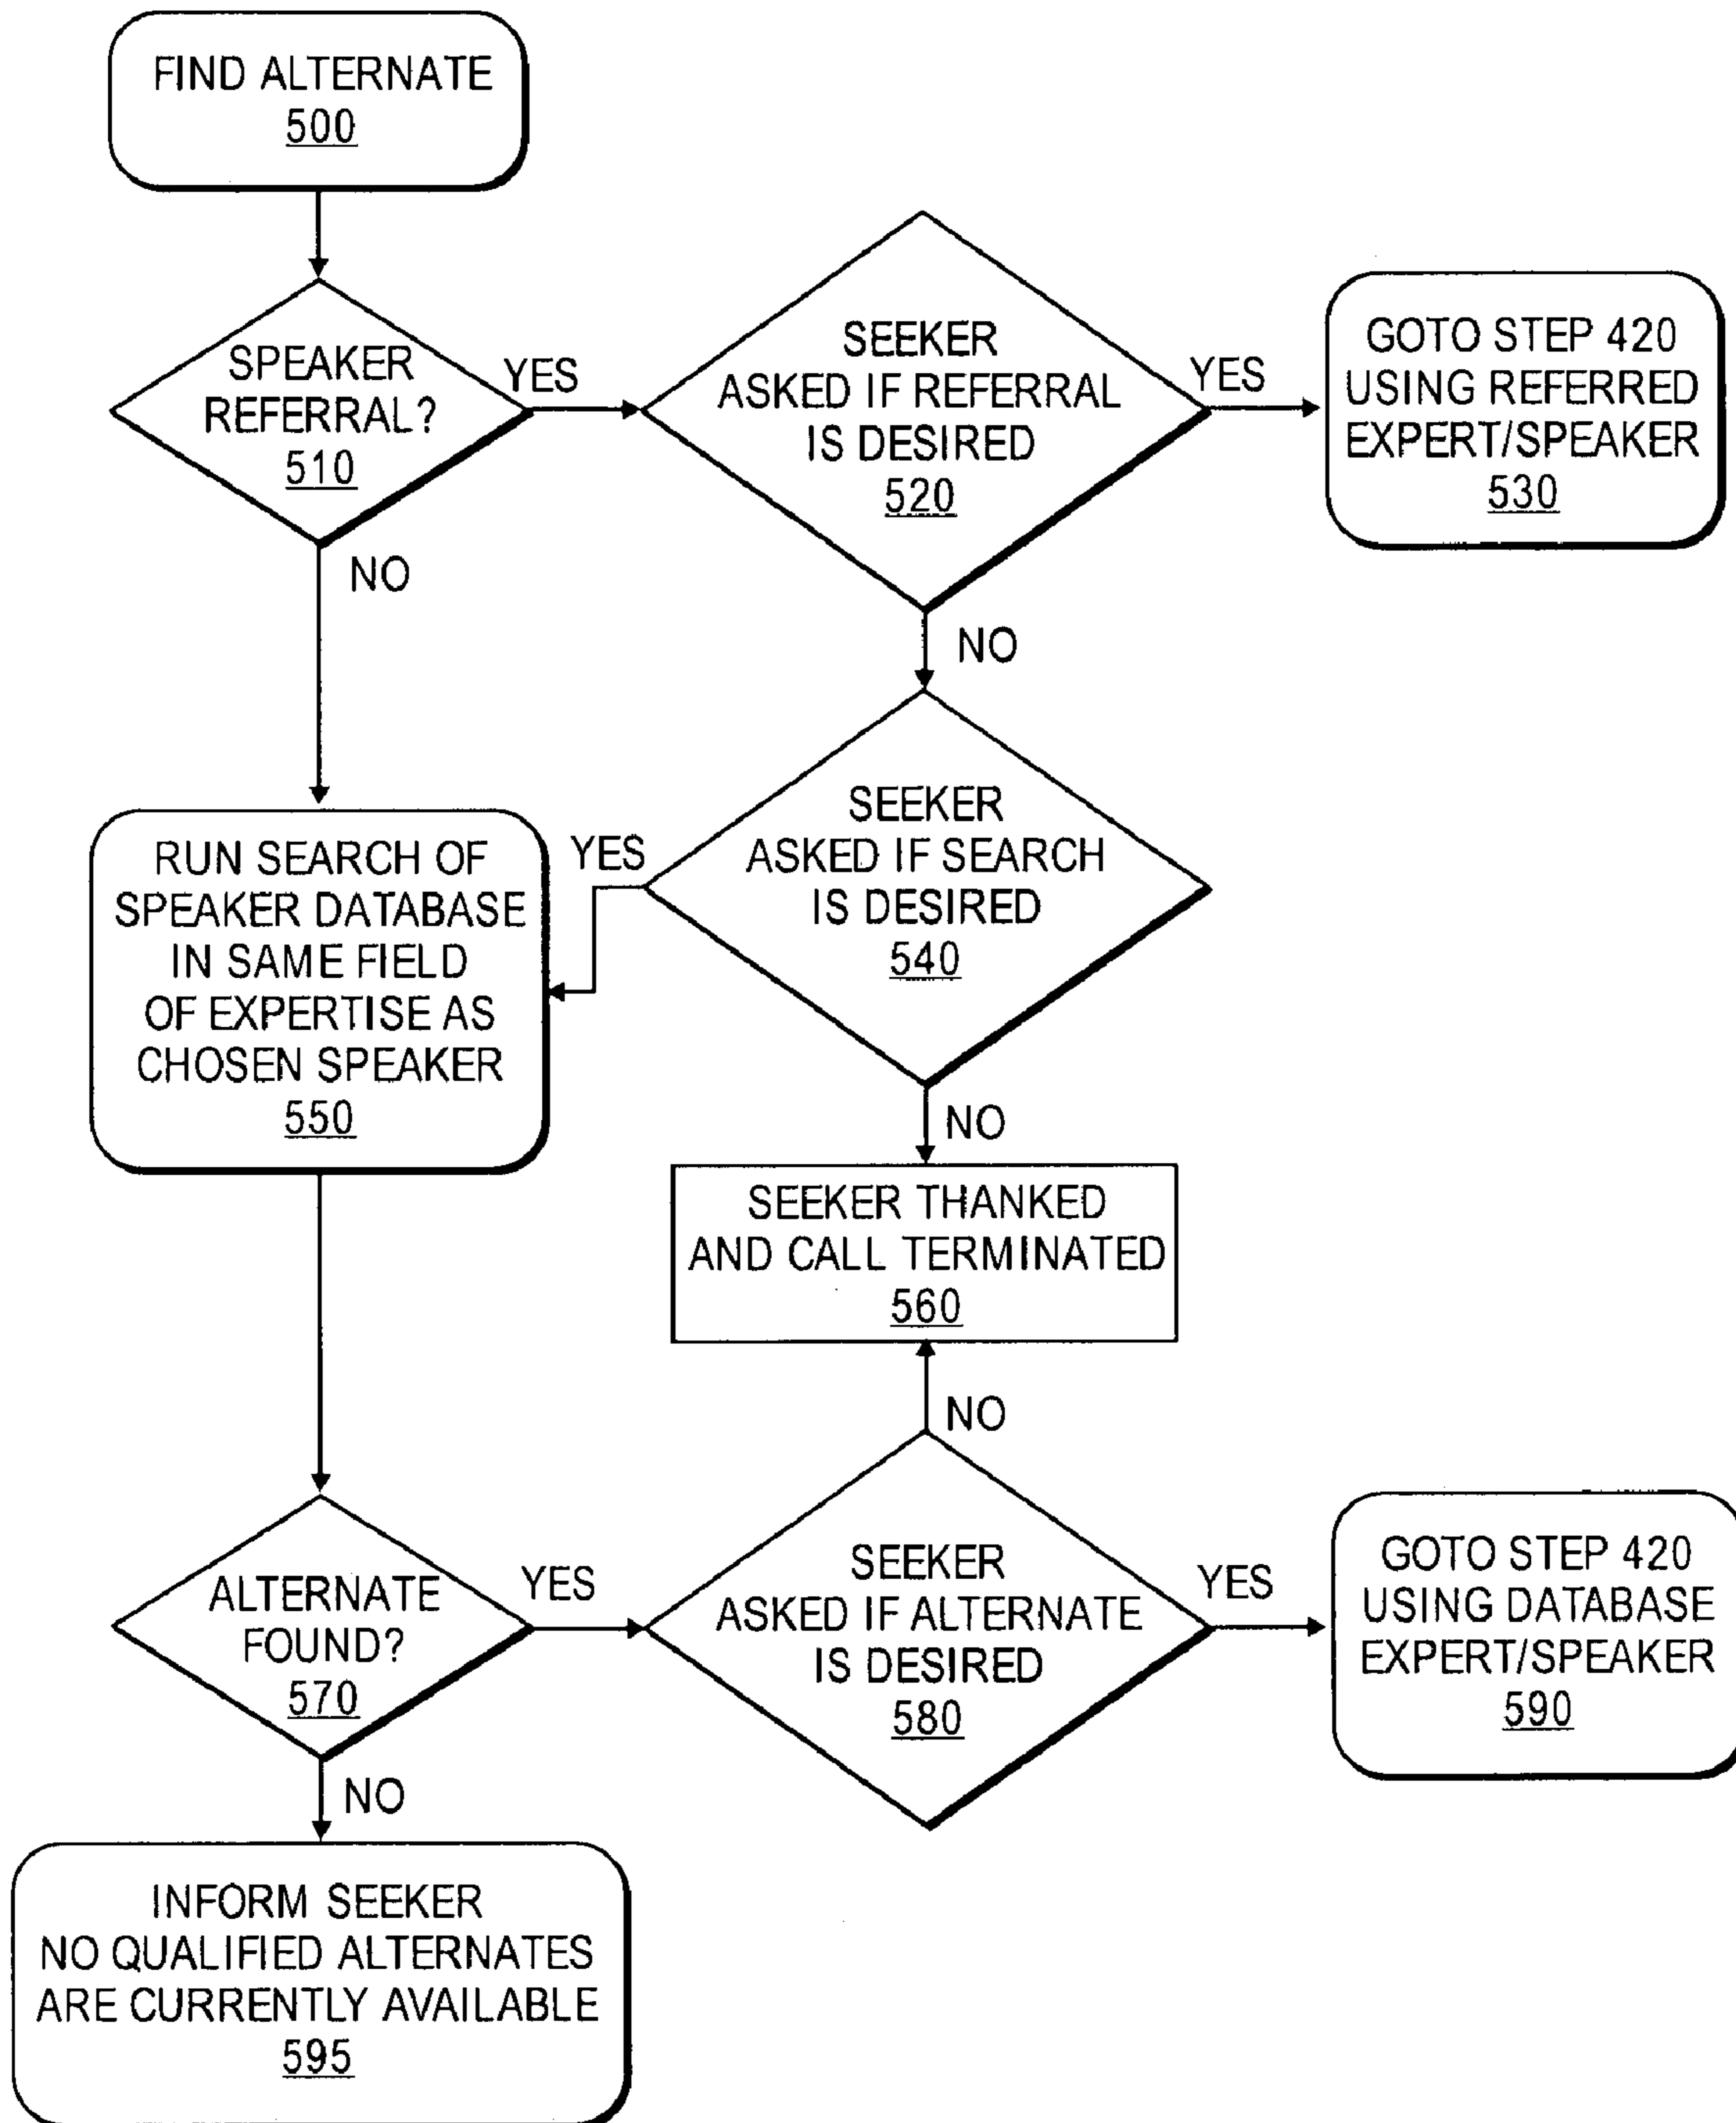 FIND ALTERNATE
500
SPEAKER
REFERRAL?
510
YES
NO
SEEKER
ASKED IF REFERRAL
IS DESIRED
520
YES
NO
GOTO STEP 420
USING REFERRED
EXPERT/SPEAKER
530
SEEKER
ASKED IF SEARCH
IS DESIRED
540
YES
NO
RUN SEARCH OF
SPEAKER DATABASE
IN SAME FIELD
OF EXPERTISE AS
CHOSEN SPEAKER
550
SEEKER THANKED
AND CALL TERMINATED
560
NO
ALTERNATE
FOUND?
570
YES
NO
SEEKER
ASKED IF ALTERNATE
IS DESIRED
580
YES
GOTO STEP 420
USING DATABASE
EXPERT/SPEAKER
590
INFORM SEEKER
NO QUALIFIED ALTERNATES
ARE CURRENTLY AVAILABLE
595